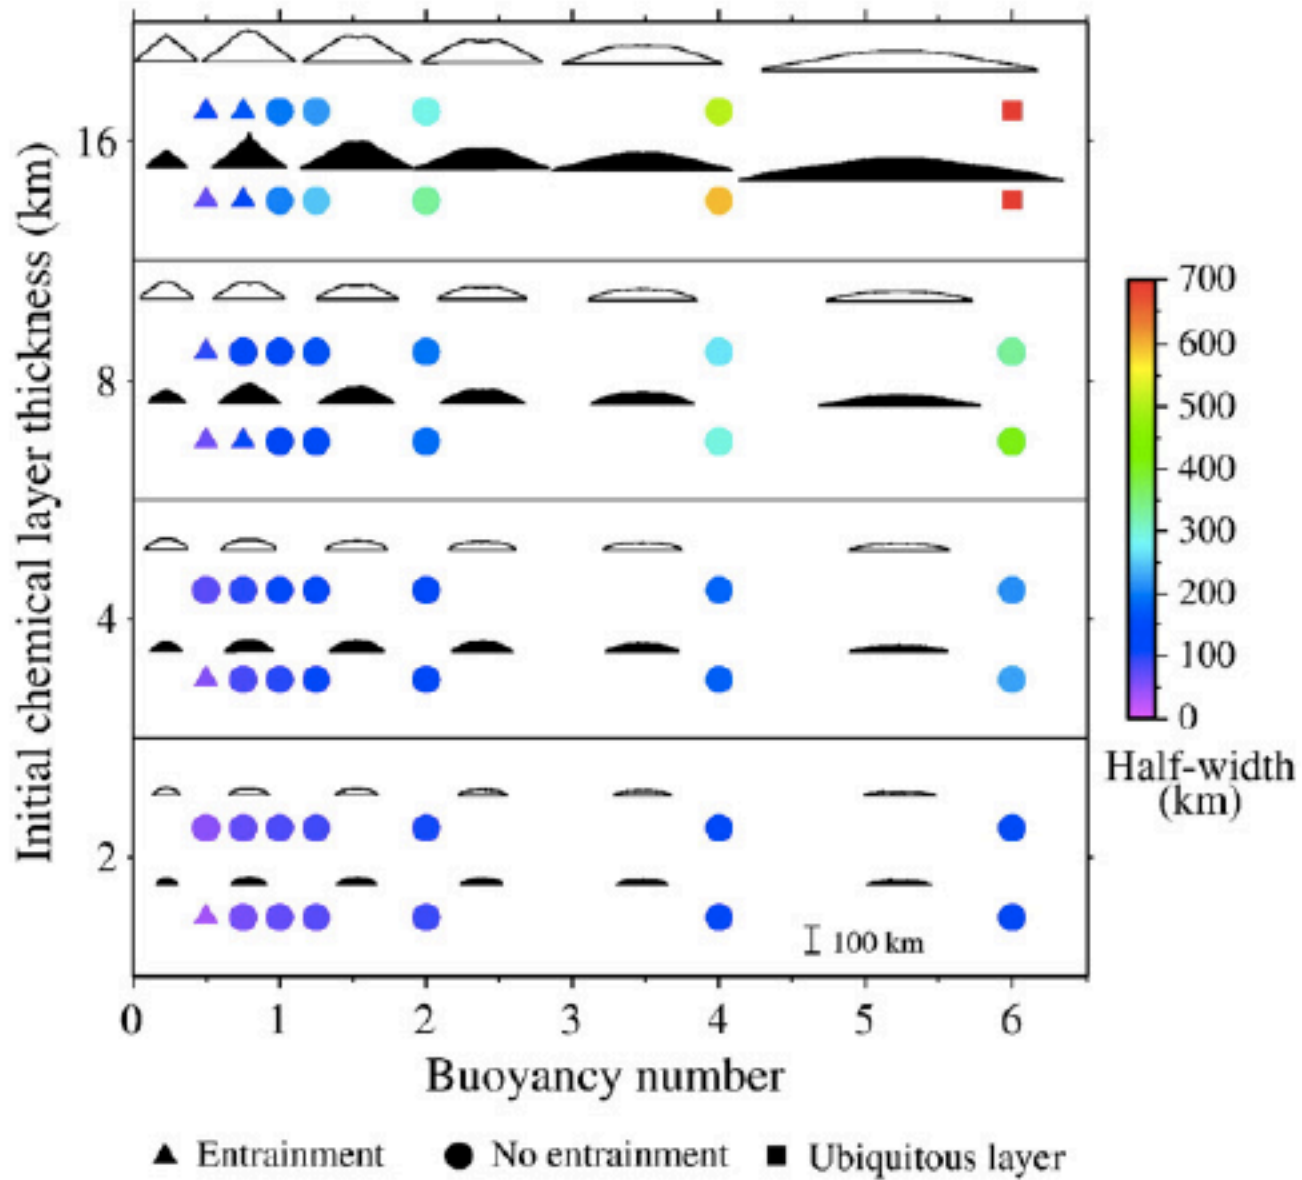 Initial chemical layer thickness (km)
16
8
4
2
700
600
500
400
300
200
100
0
Half-width
(km)
100 km
0 1 2 3 4 5 6
Buoyancy number
Entrainment No entrainment Ubiquitous layer